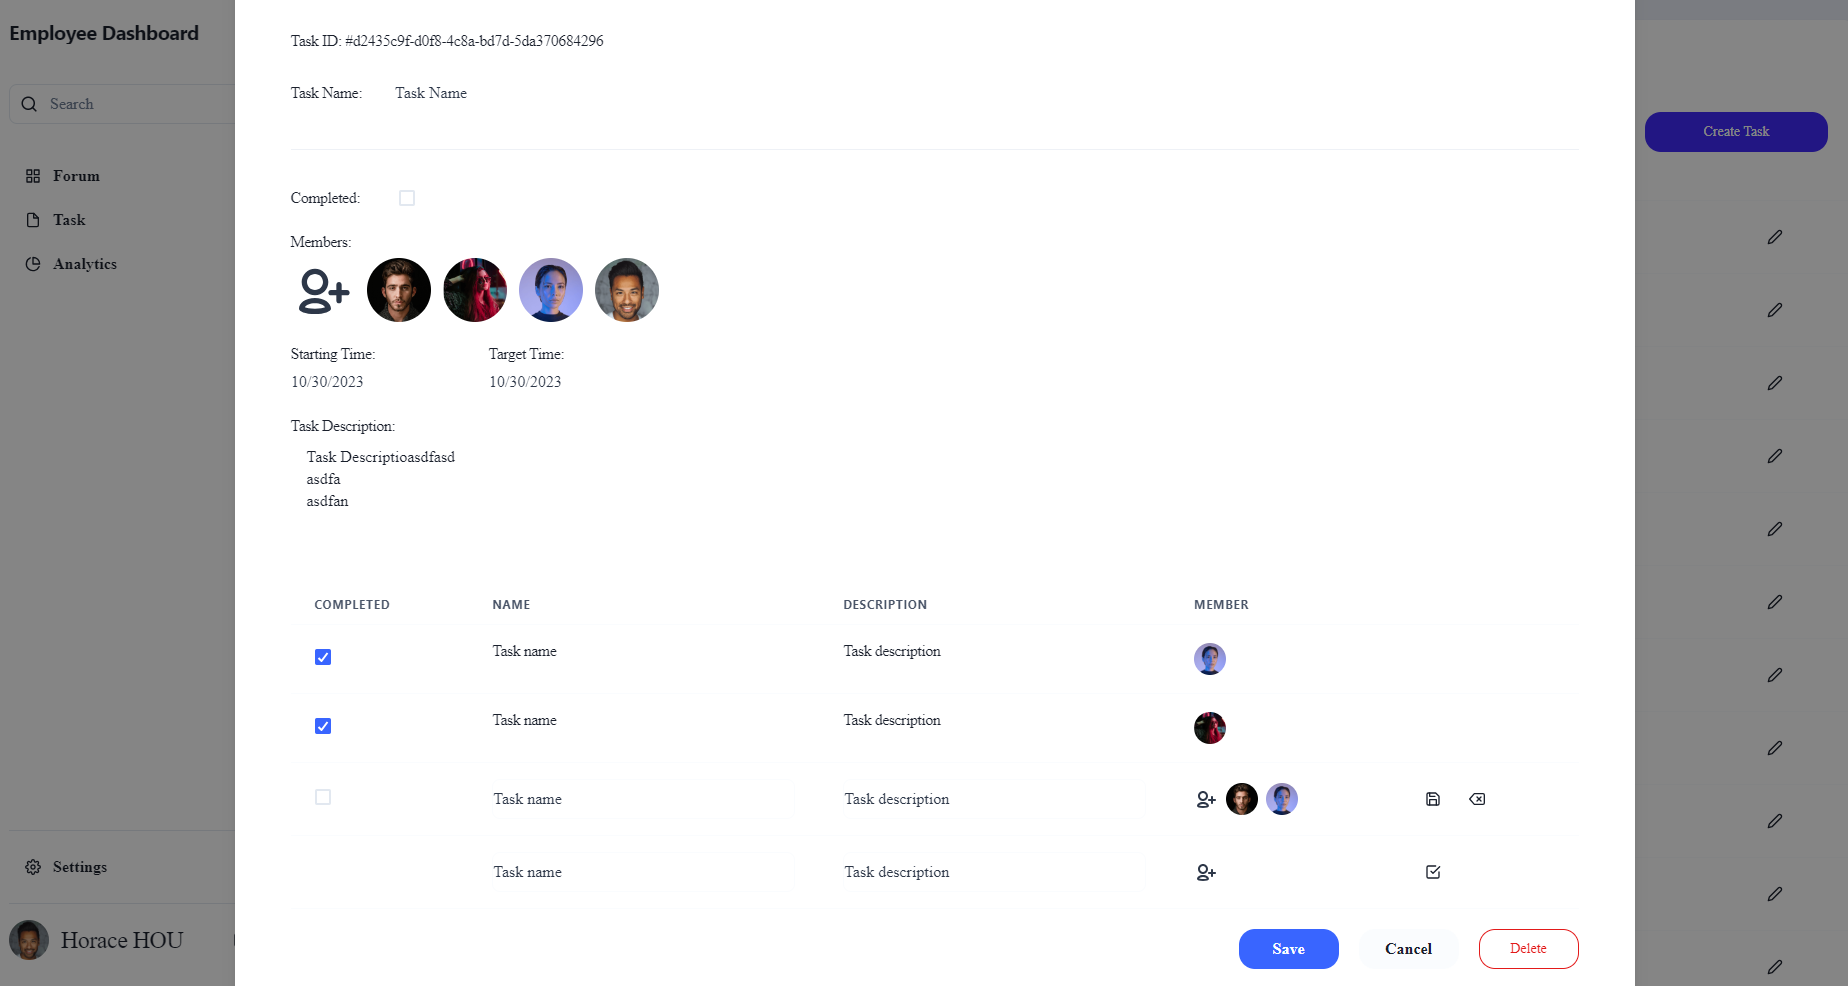 Employee Dashboard
Search
Forum
Task
Analytics
Settings
Horace HOU
Task ID: #d2435c9f-d0f8-4c8a-bd7d-5da370684296
Task Name: Task Name
Create Task
Completed:
Members:
Starting Time: Target Time:
10/30/2023 10/30/2023
Task Description:
Task Descriptioasdfasd
asdfa
asdfan
COMPLETED NAME DESCRIPTION MEMBER
Task name Task description
Task name Task description
Task name Task description
Task name Task description
Save Cancel Delete